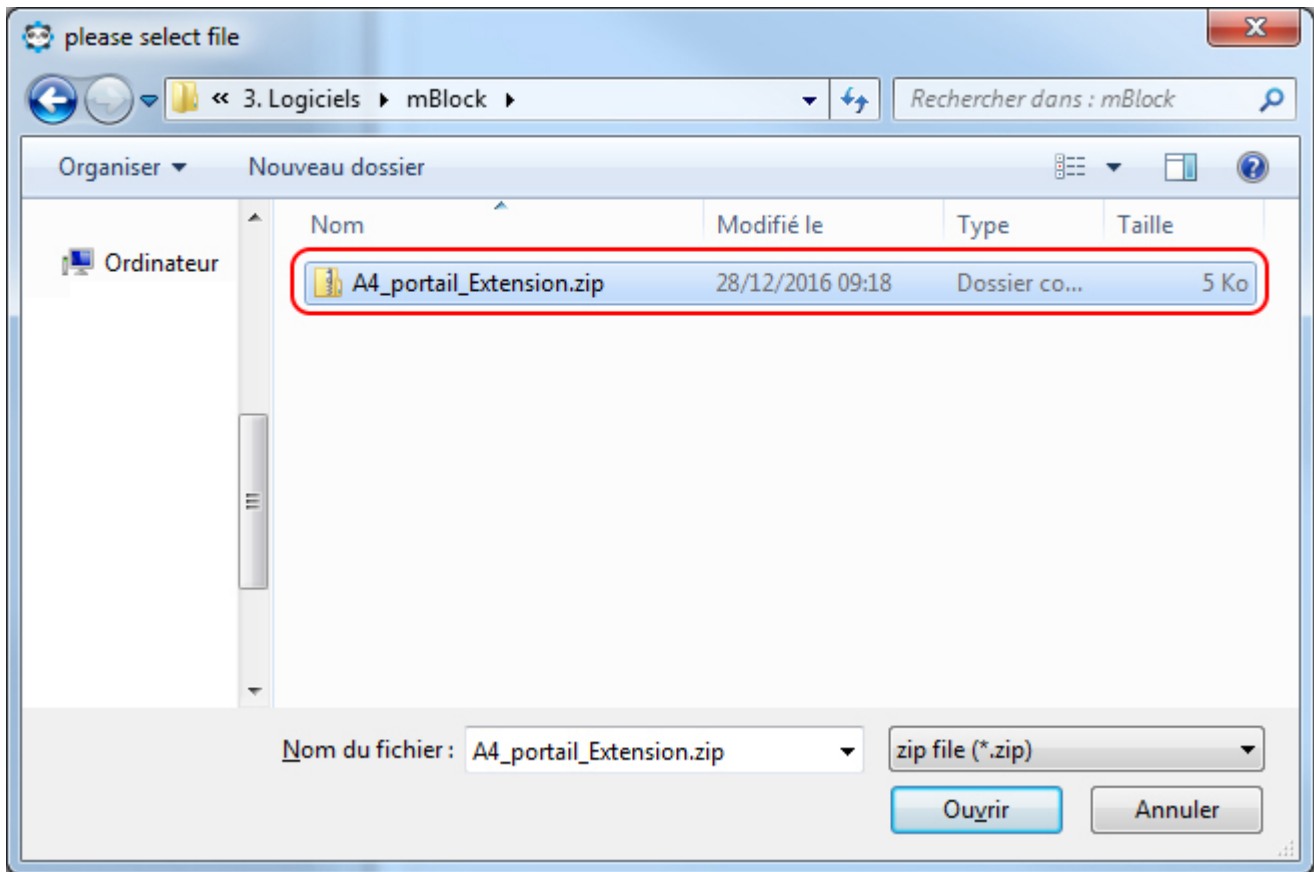 please select file
« 3. Logiciels ▸ mBlock ▸ Rechercher dans : mBlock
Organiser Nouveau dossier
Nom Modifié le Type Taille
Ordinateur
A4_portail_Extension.zip 28/12/2016 09:18 Dossier co... 5 Ko
Nom du fichier : A4_portail_Extension.zip zip file (*.zip)
Ouvrir Annuler